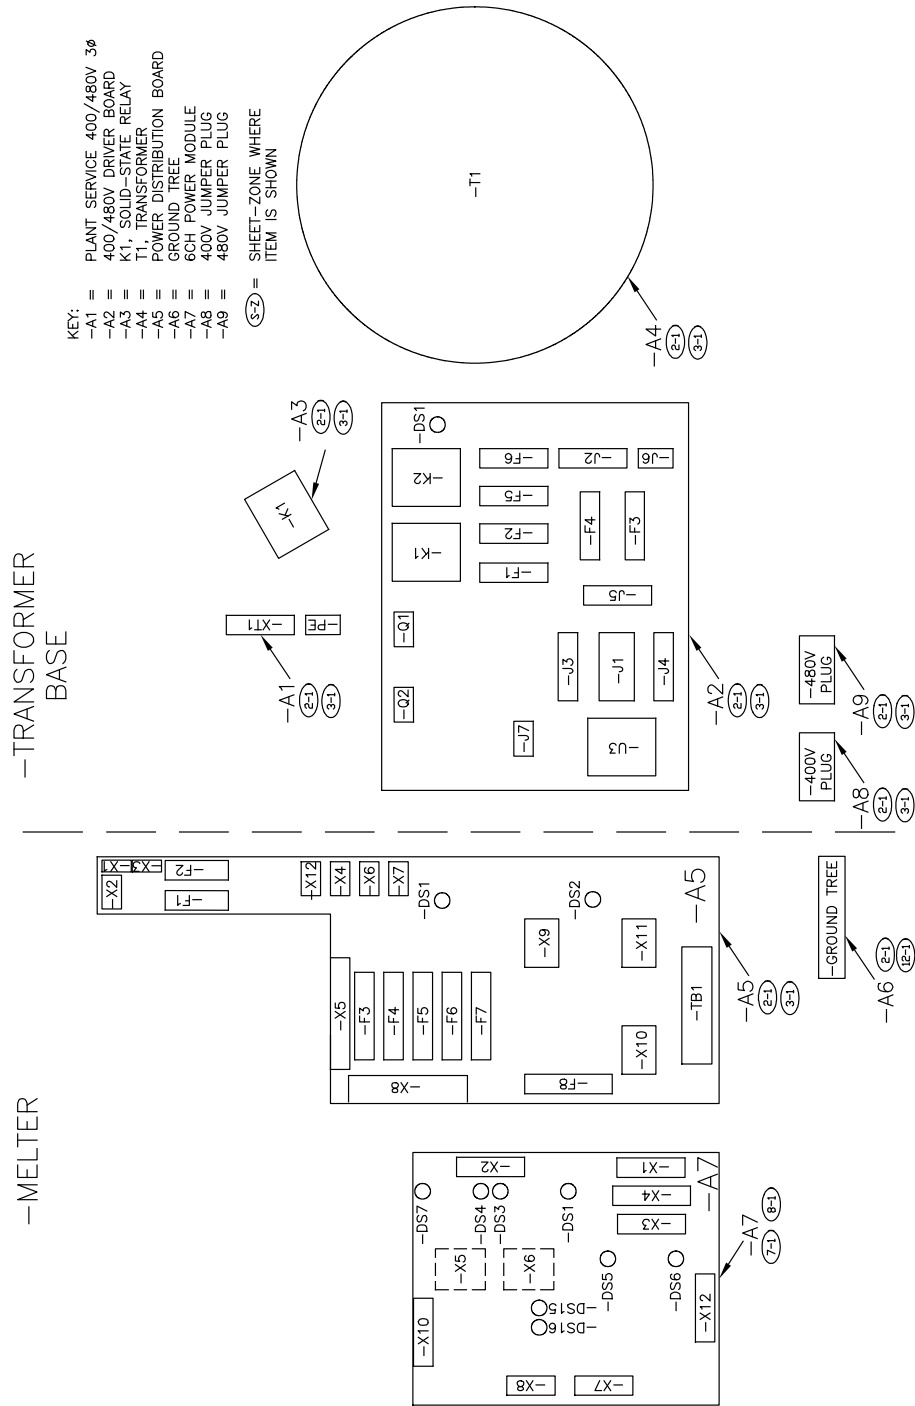 KEY:
-A1 = PLANT SERVICE 400/480V 3Ø
-A2 = 400/480V DRIVER BOARD
-A3 = K1, SOLID-STATE RELAY
-A4 = T1, TRANSFORMER
-A5 = POWER DISTRIBUTION BOARD
-A6 = GROUND TREE
-A7 = 6CH POWER MODULE
-A8 = 400V JUMPER PLUG
-A9 = 480V JUMPER PLUG
S-Z = SHEET-ZONE WHERE
ITEM IS SHOWN
-TRANSFORMER
BASE
-T1
-A4
2-1
3-1
-A3
2-1
3-1
-K1
-XT1
-PE
-A1
2-1
3-1
-DS1
-K2
-K1
-F6
-F5
-F2
-F1
-J2
-J6
-F4
-F3
-J5
-Q1
-Q2
-J3
-J1
-J4
-J7
-U3
-A2
2-1
3-1
-480V
PLUG
-A9
2-1
3-1
-400V
PLUG
-A8
2-1
3-1
-MELTER
-X1
-X3
-X2
-F2
-F1
-X12
-X4
-X6
-X7
-DS1
-DS2
-A5
-X5
-F3
-F4
-F5
-F6
-F7
-X9
-X11
-X10
-TB1
-X8
-F8
-A5
2-1
3-1
-GROUND TREE
-A6
2-1
12-1
-X2
-X1
-X4
-X3
-A7
-DS7
-DS4
-DS3
-DS1
-X5
-X6
-DS5
-DS6
-DS15
-DS16
-X10
-X12
-X8
-X7
-A7
7-1
8-1